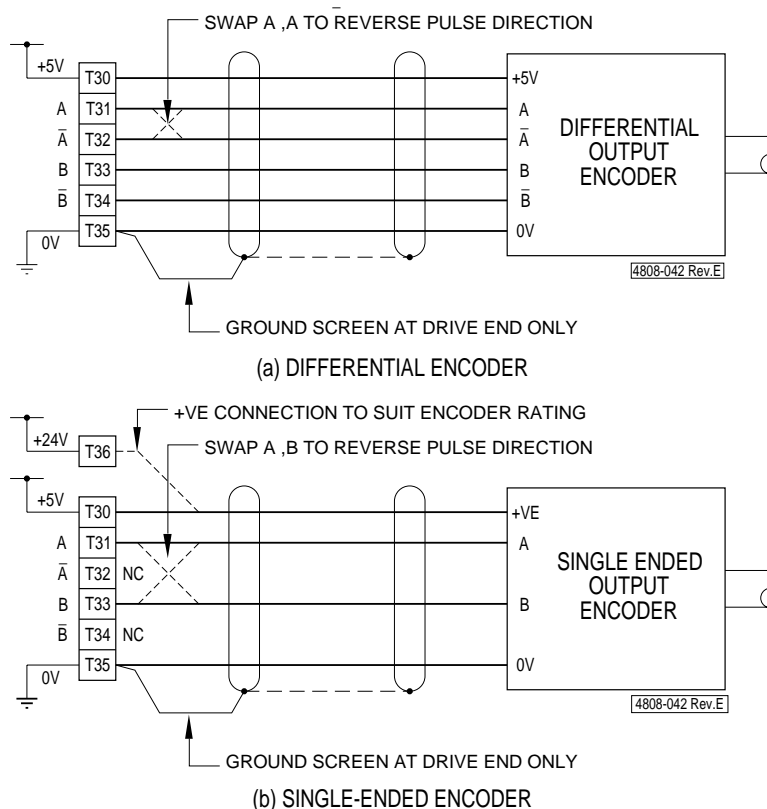 SWAP A ,A TO R̅EVERSE PULSE DIRECTION
+5V T30 +5V
A T31 A
A̅ T32 A̅
B T33 B
B̅ T34 B̅
0V T35 0V
DIFFERENTIAL
OUTPUT
ENCODER
4808-042 Rev.E
GROUND SCREEN AT DRIVE END ONLY
(a) DIFFERENTIAL ENCODER
+VE CONNECTION TO SUIT ENCODER RATING
+24V T36
SWAP A ,B TO REVERSE PULSE DIRECTION
+5V T30 +VE
A T31 A
A̅ T32 NC
B T33 B
B̅ T34 NC
0V T35 0V
SINGLE ENDED
OUTPUT
ENCODER
4808-042 Rev.E
GROUND SCREEN AT DRIVE END ONLY
(b) SINGLE-ENDED ENCODER